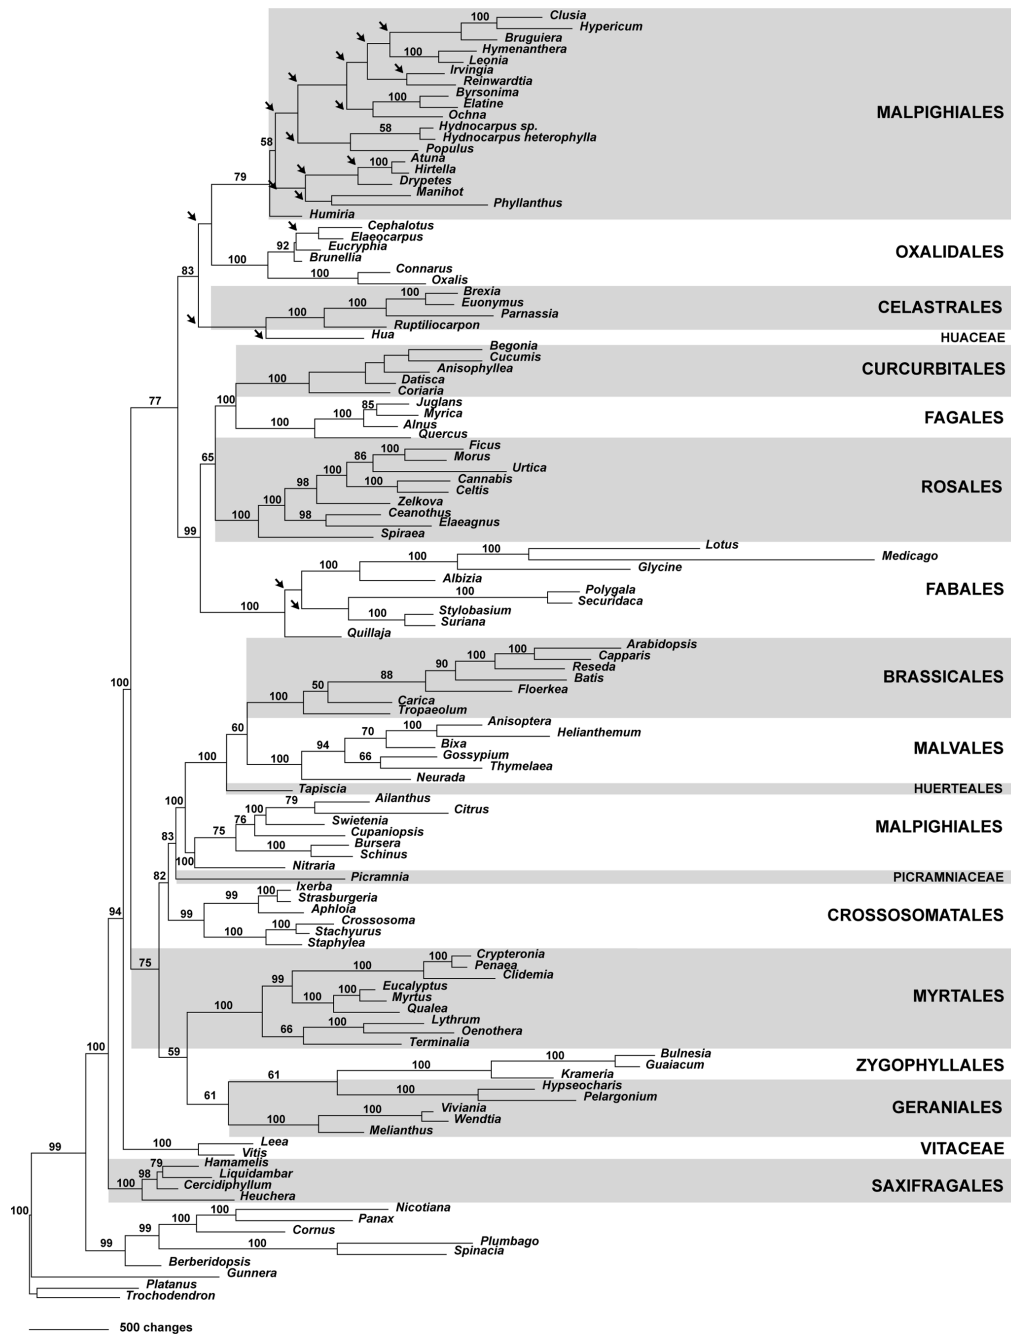 100 Clusia
Hypericum
Bruguiera
Hymenanthera
100
Leonia
Irvingia
Reinwardtia
Byrsonima
100
Elatine
Ochna
MALPIGHIALES
Hydnocarpus sp.
58
Hydnocarpus heterophylla
58
Populus
Atuna
100
Hirtella
79
Drypetes
Manihot
Phyllanthus
Humiria
Cephalotus
Elaeocarpus
92 Eucryphia
OXALIDALES
Brunellia
100
Connarus
100
83
Oxalis
Brexia
100
Euonymus
100
CELASTRALES
Parnassia
100
Ruptiliocarpon
Hua
HUACEAE
Begonia
Cucumis
Anisophyllea
CURCURBITALES
100
Datisca
Coriaria
77
100
Juglans
85
Myrica
100
FAGALES
Alnus
100
Quercus
Ficus
100
Morus
86
65
Urtica
100
Cannabis
98
100
ROSALES
Celtis
100
Zelkova
Ceanothus
100
98
Elaeagnus
99
Spiraea
Lotus
100
Medicago
100
Glycine
100
Albizia
FABALES
Polygala
100
Securidaca
100
Stylobasium
100
Suriana
Quillaja
Arabidopsis
100
Capparis
100
90
Reseda
BRASSICALES
88
Batis
50
Floerkea
100
100
Carica
Tropaeolum
Anisoptera
60
100
70
Helianthemum
94
Bixa
MALVALES
100
66
Gossypium
100
Thymelaea
Neurada
Tapiscia
HUERTEALES
79
Ailanthus
100
100
Citrus
76
Swietenia
MALPIGHIALES
83
75
Cupaniopsis
100
Bursera
Schinus
100
Nitraria
82
Picramnia
PICRAMNIACEAE
Ixerba
99
100
Strasburgeria
94
99
Aphloia
CROSSOSOMATALES
Crossosoma
100
100
Stachyurus
Staphylea
Crypteronia
100
75
100
Penaea
99
Clidemia
Eucalyptus
100
100
Myrtus
MYRTALES
100
Qualea
Lythrum
100
66
Oenothera
Terminalia
100
59
Bulnesia
100
100
Guaiacum
ZYGOPHYLLALES
61
Krameria
Hypseocharis
100
Pelargonium
61
GERANIALES
Viviania
100
100
Wendtia
Melianthus
99
100
Leea
VITACEAE
Vitis
79
Hamamelis
98
Liquidambar
100
Cercidiphyllum
SAXIFRAGALES
Heuchera
100
Nicotiana
100
100
Panax
99
Cornus
99
100
Plumbago
Spinacia
Berberidopsis
Gunnera
Platanus
Trochodendron
500 changes